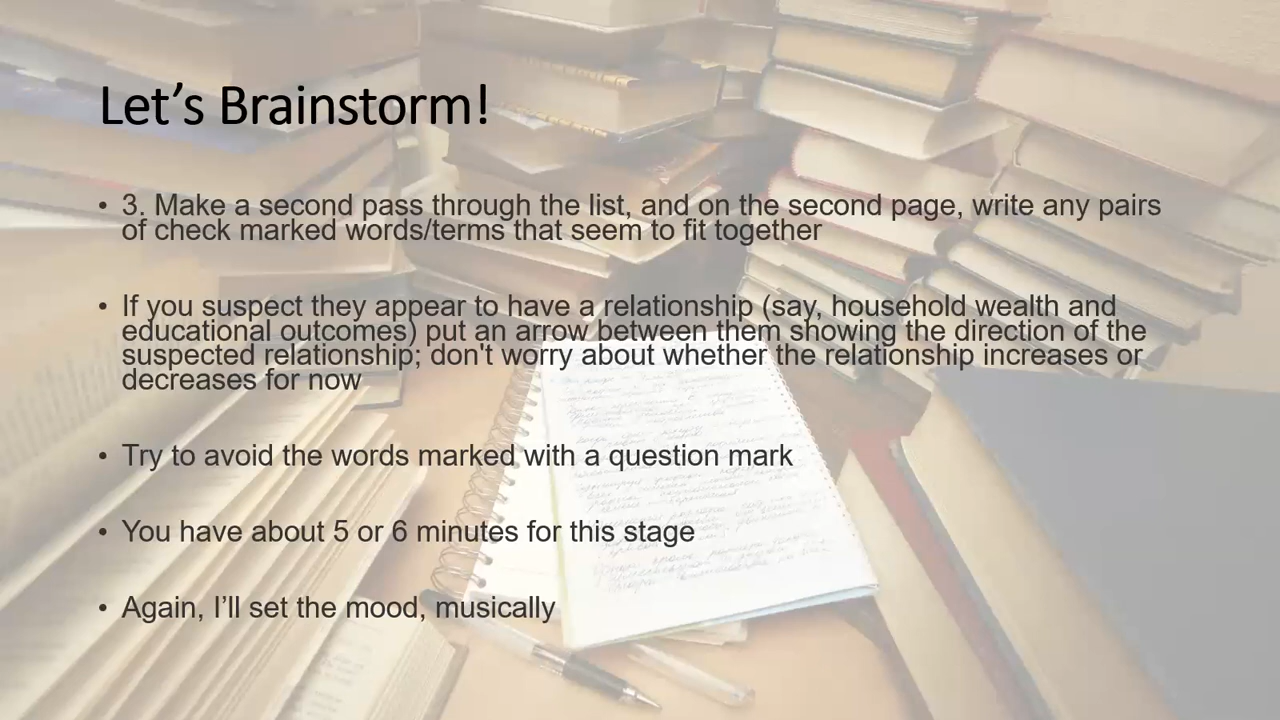 Let’s Brainstorm!
• 3. Make a second pass through the list, and on the second page, write any pairs
of check marked words/terms that seem to fit together
• If you suspect they appear to have a relationship (say, household wealth and
educational outcomes) put an arrow between them showing the direction of the
suspected relationship; don't worry about whether the relationship increases or
decreases for now
• Try to avoid the words marked with a question mark
• You have about 5 or 6 minutes for this stage
• Again, I’ll set the mood, musically